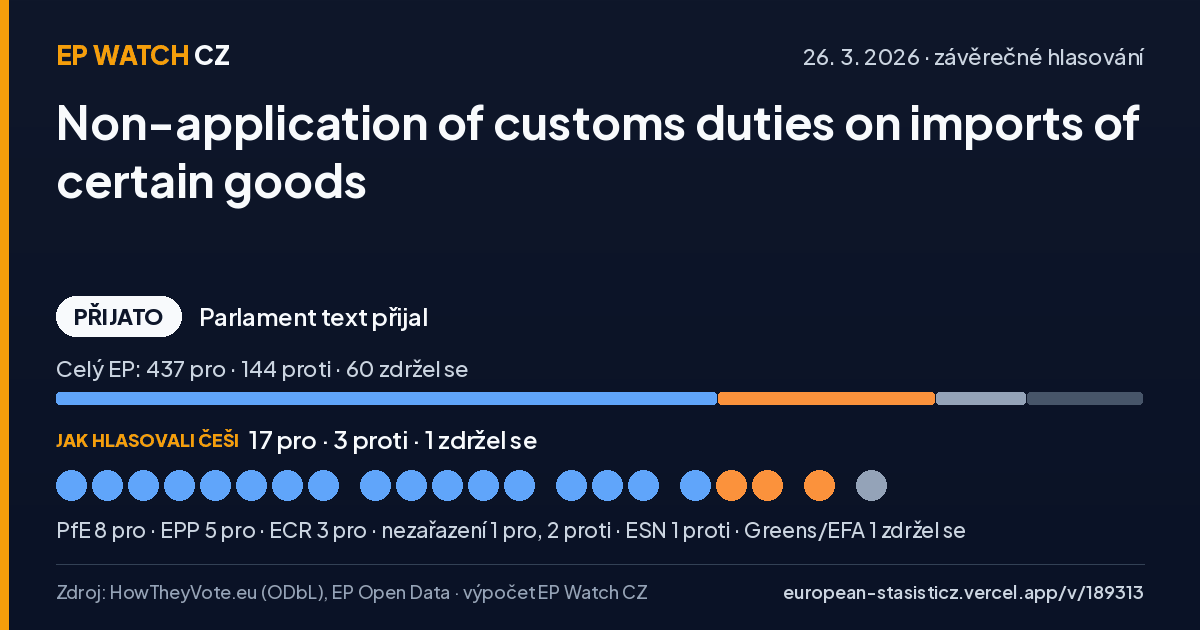 EP WATCH CZ
26. 3. 2026 · závěrečné hlasování
Non-application of customs duties on imports of
certain goods
PŘIJATO
Parlament text přijal
Celý EP: 437 pro · 144 proti · 60 zdržel se
JAK HLASOVALI ČEŠI 17 pro · 3 proti · 1 zdržel se
PfE 8 pro · EPP 5 pro · ECR 3 pro · nezařazení 1 pro, 2 proti · ESN 1 proti · Greens/EFA 1 zdržel se
Zdroj: HowTheyVote.eu (ODbL), EP Open Data · výpočet EP Watch CZ
european-stasisticz.vercel.app/v/189313